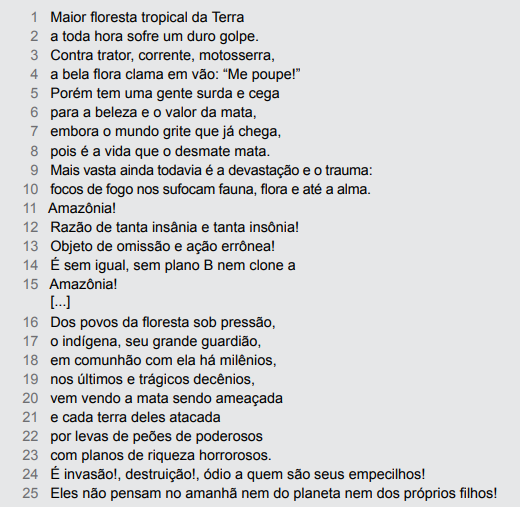 1 Maior floresta tropical da Terra
2 a toda hora sofre um duro golpe.
3 Contra trator, corrente, motosserra,
4 a bela flora clama em vão: “Me poupe!”
5 Porém tem uma gente surda e cega
6 para a beleza e o valor da mata,
7 embora o mundo grite que já chega,
8 pois é a vida que o desmate mata.
9 Mais vasta ainda todavia é a devastação e o trauma:
10 focos de fogo nos sufocam fauna, flora e até a alma.
11 Amazônia!
12 Razão de tanta insânia e tanta insônia!
13 Objeto de omissão e ação errônea!
14 É sem igual, sem plano B nem clone a
15 Amazônia!
[...]
16 Dos povos da floresta sob pressão,
17 o indígena, seu grande guardião,
18 em comunhão com ela há milênios,
19 nos últimos e trágicos decênios,
20 vem vendo a mata sendo ameaçada
21 e cada terra deles atacada
22 por levas de peões de poderosos
23 com planos de riqueza horrorosos.
24 É invasão!, destruição!, ódio a quem são seus empecilhos!
25 Eles não pensam no amanhã nem do planeta nem dos próprios filhos!